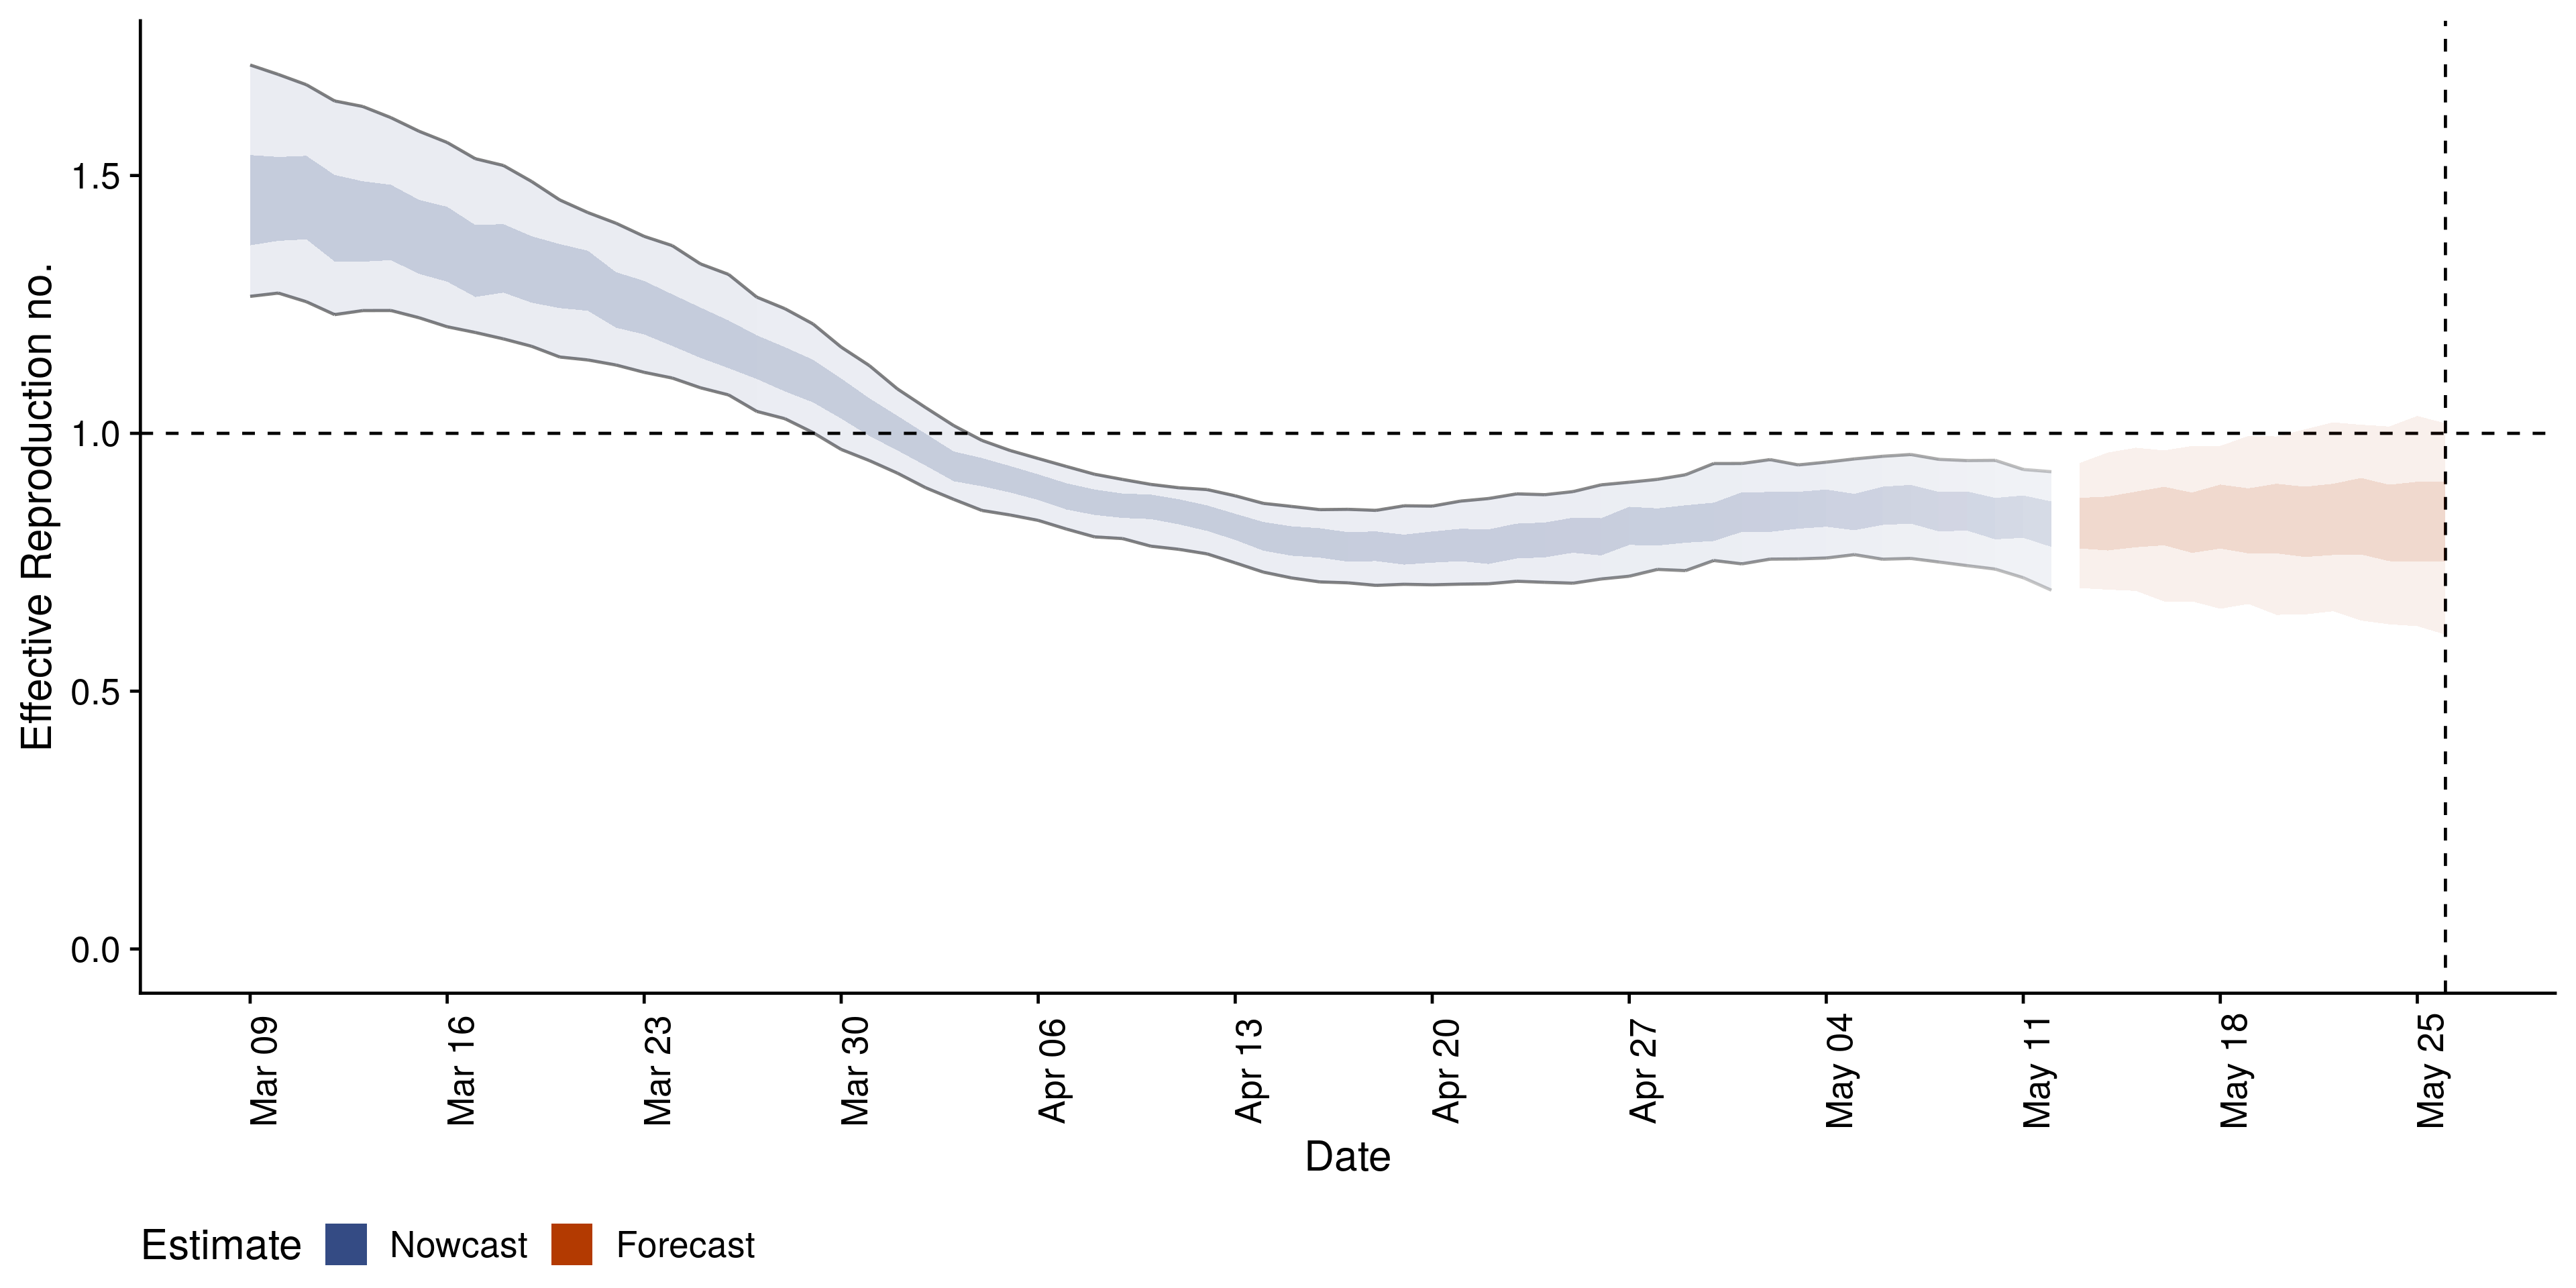 Effective Reproduction no.
1.5
1.0
0.5
0.0
Mar 09
Mar 16
Mar 23
Mar 30
Apr 06
Apr 13
Apr 20
Apr 27
May 04
May 11
May 18
May 25
Date
Estimate Nowcast Forecast